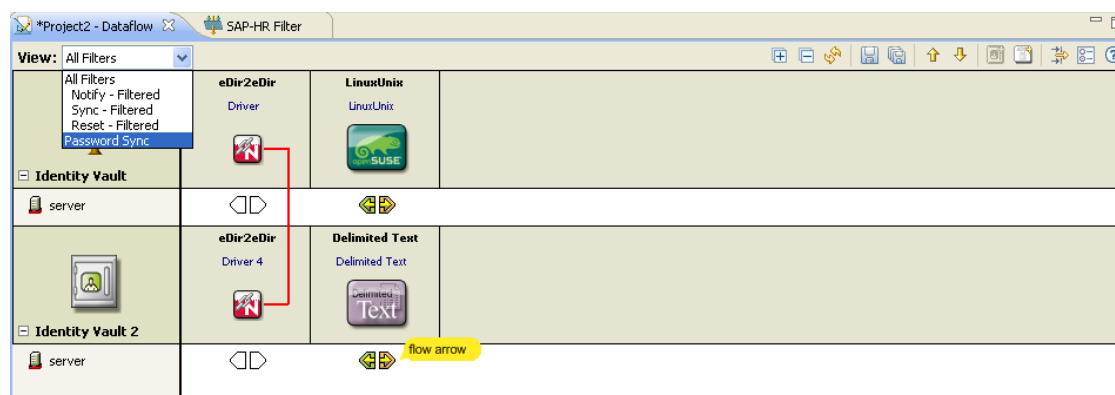 *Project2 - Dataflow
SAP-HR Filter
View: All Filters
All Filters
Notify - Filtered
Sync - Filtered
Reset - Filtered
Password Sync
eDir2eDir
LinuxUnix
Driver
LinuxUnix
N
openSUSE
Identity Vault
server
eDir2eDir
Delimited Text
Driver 4
Delimited Text
N
Delimited
Text
Identity Vault 2
server
flow arrow